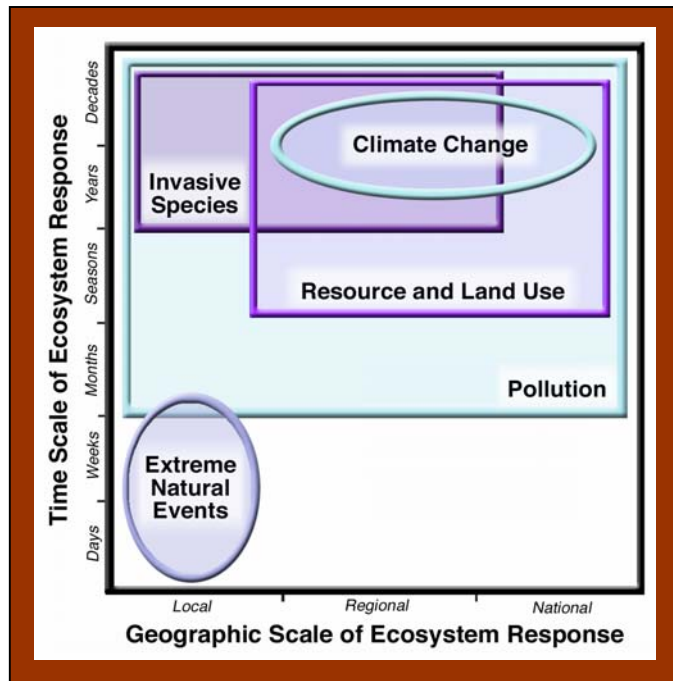 Time Scale of Ecosystem Response
Decades
Years
Seasons
Months
Weeks
Days
Climate Change
Invasive
Species
Resource and Land Use
Pollution
Extreme
Natural
Events
Local
Regional
National
Geographic Scale of Ecosystem Response